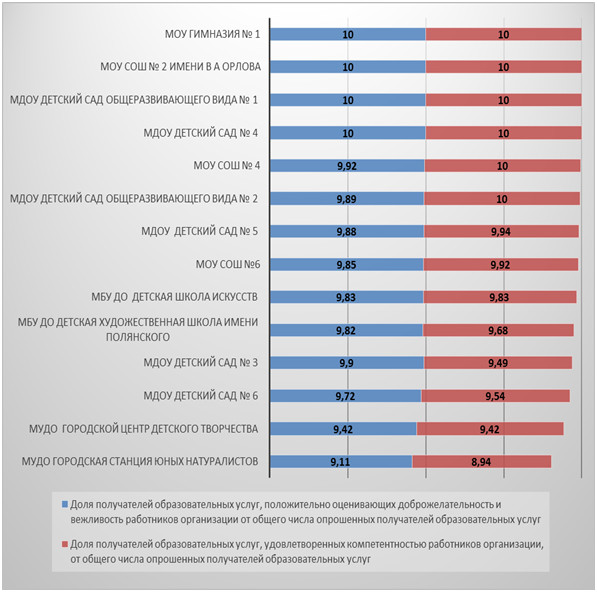 МОУ ГИМНАЗИЯ № 1 10 10
МОУ СОШ № 2 ИМЕНИ В А ОРЛОВА 10 10
МДОУ ДЕТСКИЙ САД ОБЩЕРАЗВИВАЮЩЕГО ВИДА № 1 10 10
МДОУ ДЕТСКИЙ САД № 4 10 10
МОУ СОШ № 4 9,92 10
МДОУ ДЕТСКИЙ САД ОБЩЕРАЗВИВАЮЩЕГО ВИДА № 2 9,89 10
МДОУ ДЕТСКИЙ САД № 5 9,88 9,94
МОУ СОШ №6 9,85 9,92
МБУ ДО ДЕТСКАЯ ШКОЛА ИСКУССТВ 9,83 9,83
МБУ ДО ДЕТСКАЯ ХУДОЖЕСТВЕННАЯ ШКОЛА ИМЕНИ
ПОЛЯНСКОГО 9,82 9,68
МДОУ ДЕТСКИЙ САД № 3 9,9 9,49
МДОУ ДЕТСКИЙ САД № 6 9,72 9,54
МУДО ГОРОДСКОЙ ЦЕНТР ДЕТСКОГО ТВОРЧЕСТВА 9,42 9,42
МУДО ГОРОДСКАЯ СТАНЦИЯ ЮНЫХ НАТУРАЛИСТОВ 9,11 8,94
Доля получателей образовательных услуг, положительно оценивающих доброжелательность и
вежливость работников организации от общего числа опрошенных получателей образовательных услуг
Доля получателей образовательных услуг, удовлетворенных компетентностью работников организации,
от общего числа опрошенных получателей образовательных услуг